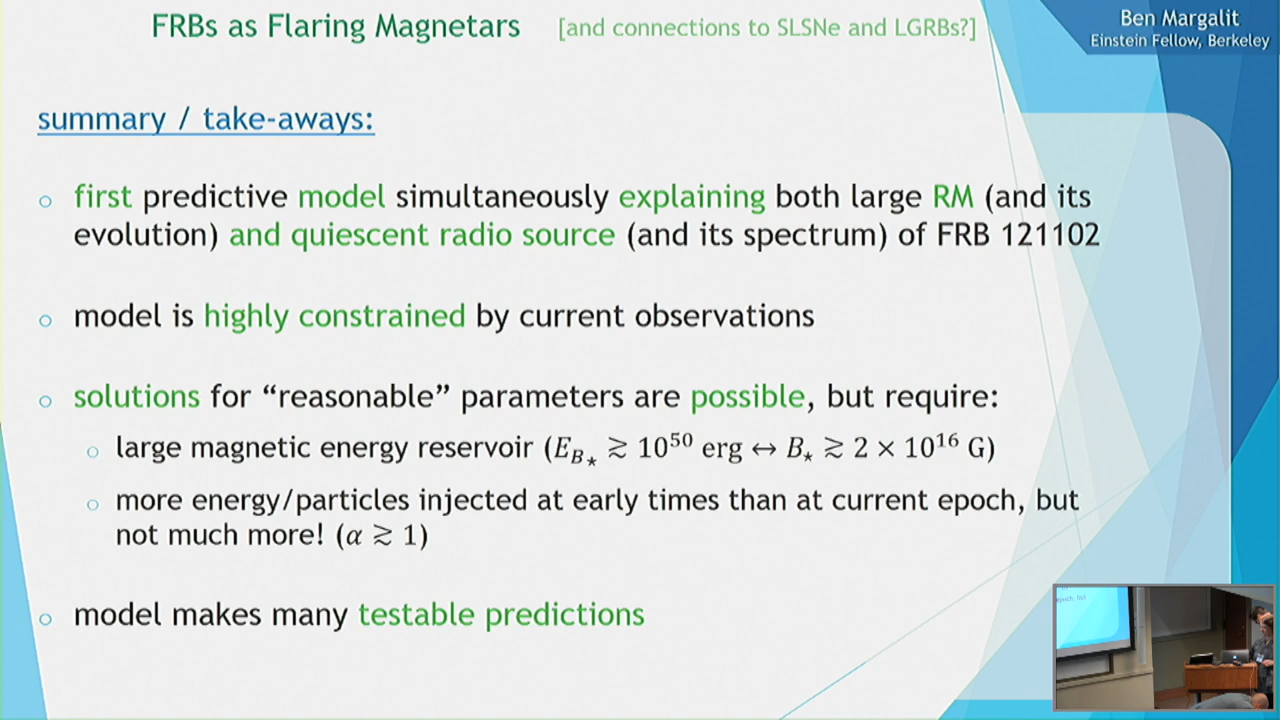 FRBs as Flaring Magnetars [and connections to SLSNe and LGRBs?]
Ben Margalit
Einstein Fellow, Berkeley
summary / take-aways:
first predictive model simultaneously explaining both large RM (and its
evolution) and quiescent radio source (and its spectrum) of FRB 121102
model is highly constrained by current observations
solutions for “reasonable” parameters are possible, but require:
large magnetic energy reservoir (E_{B⋆} ≳ 10^{50} erg ↔ B⋆ ≳ 2 × 10^{16} G)
more energy/particles injected at early times than at current epoch, but
not much more! (α ≳ 1)
model makes many testable predictions